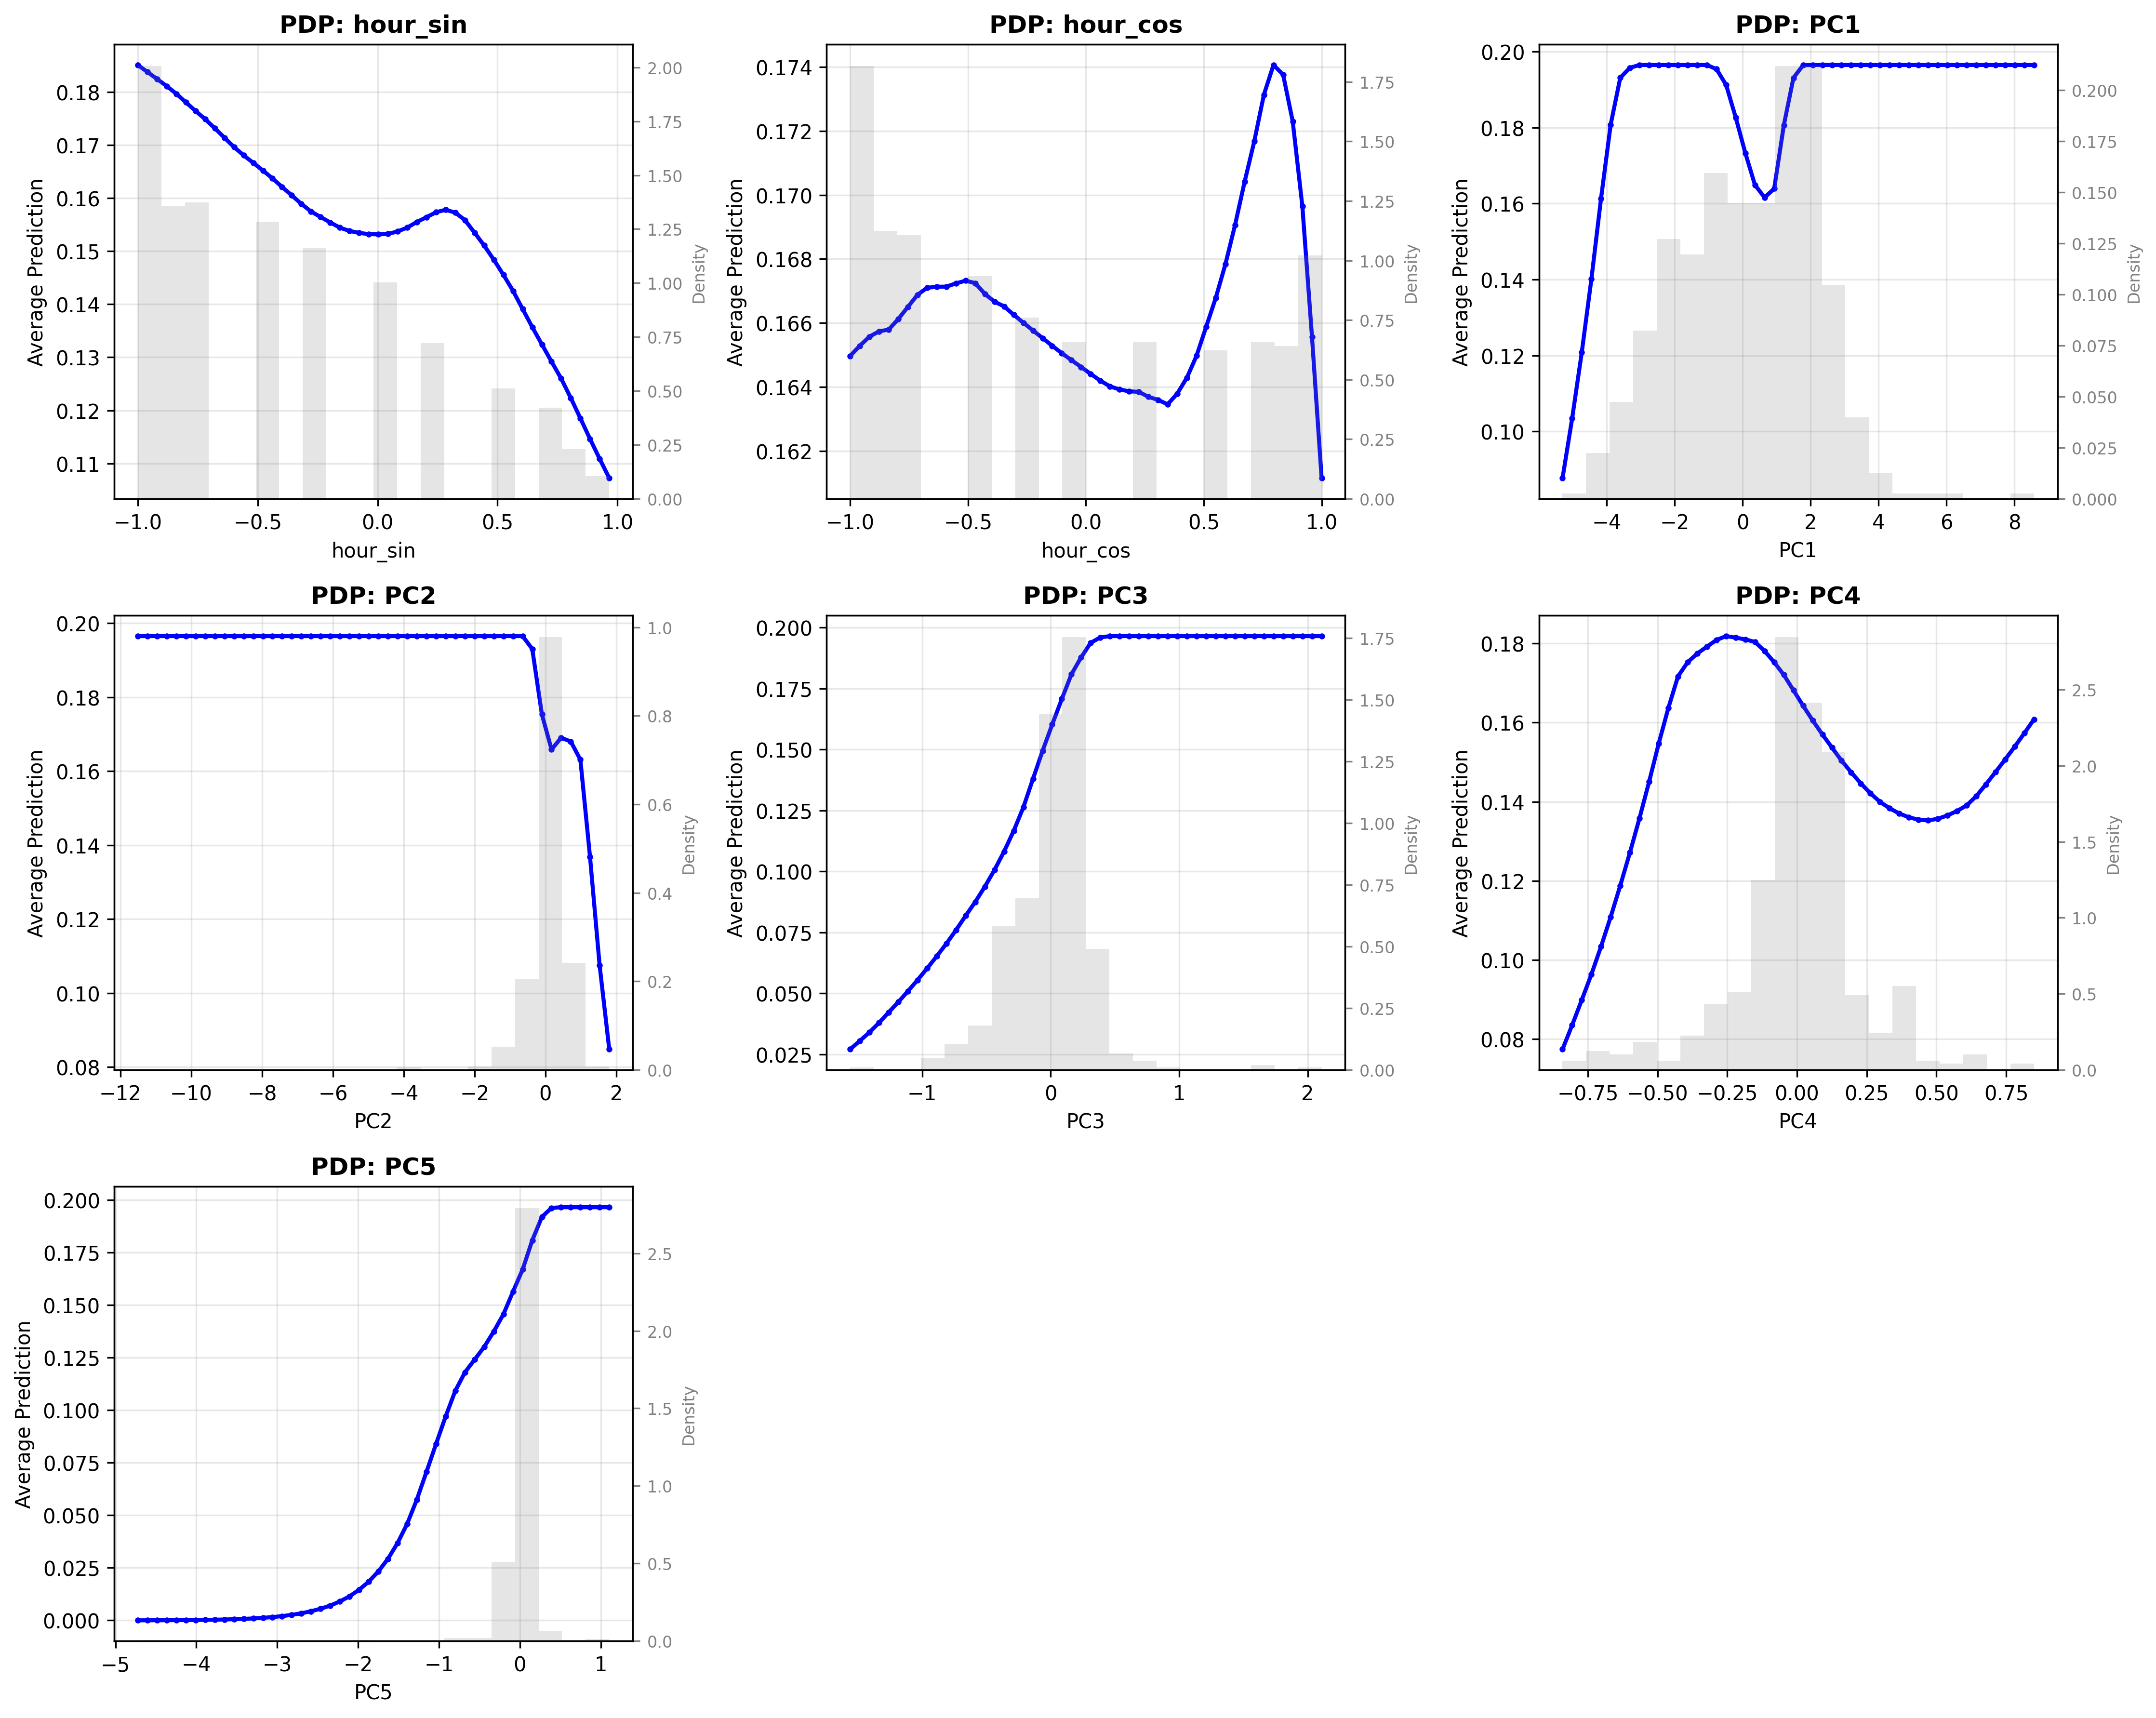 PDP: hour_sin
0.18
0.17
0.16
0.15
0.14
0.13
0.12
0.11
Average Prediction
2.00
1.75
1.50
1.25
1.00
0.75
0.50
0.25
0.00
Density
−1.0 −0.5 0.0 0.5 1.0
hour_sin
PDP: hour_cos
0.174
0.172
0.170
0.168
0.166
0.164
0.162
Average Prediction
1.75
1.50
1.25
1.00
0.75
0.50
0.25
0.00
Density
−1.0 −0.5 0.0 0.5 1.0
hour_cos
PDP: PC1
0.20
0.18
0.16
0.14
0.12
0.10
Average Prediction
0.200
0.175
0.150
0.125
0.100
0.075
0.050
0.025
0.000
Density
−4 −2 0 2 4 6 8
PC1
PDP: PC2
0.20
0.18
0.16
0.14
0.12
0.10
0.08
Average Prediction
1.0
0.8
0.6
0.4
0.2
0.0
Density
−12 −10 −8 −6 −4 −2 0 2
PC2
PDP: PC3
0.200
0.175
0.150
0.125
0.100
0.075
0.050
0.025
Average Prediction
1.75
1.50
1.25
1.00
0.75
0.50
0.25
0.00
Density
−1 0 1 2
PC3
PDP: PC4
0.18
0.16
0.14
0.12
0.10
0.08
Average Prediction
2.5
2.0
1.5
1.0
0.5
0.0
Density
−0.75 −0.50 −0.25 0.00 0.25 0.50 0.75
PC4
PDP: PC5
0.200
0.175
0.150
0.125
0.100
0.075
0.050
0.025
0.000
Average Prediction
2.5
2.0
1.5
1.0
0.5
0.0
Density
−5 −4 −3 −2 −1 0 1
PC5